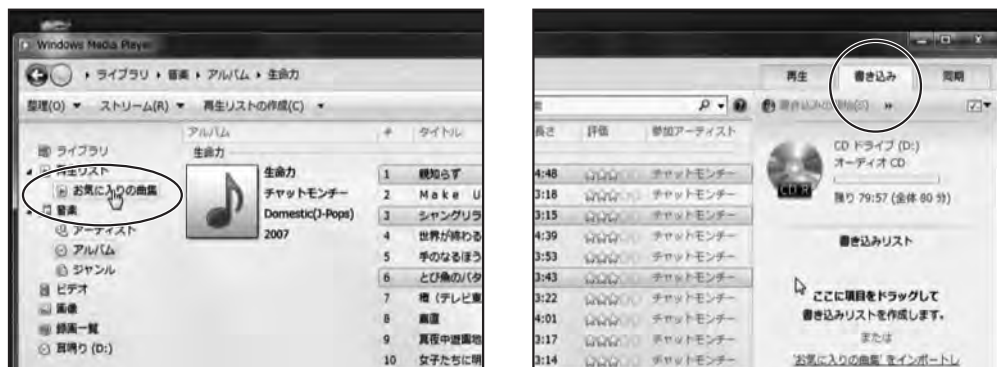 Windows Media Player
ライブラリ ▸ 音楽 ▸ アルバム ▸ 生命力
整理(O) ▼ ストリーム(R) ▼ 再生リストの作成(C) ▼
アルバム # タイトル
ライブラリ
再生リスト
お気に入りの曲集
音楽
アーティスト
アルバム
ジャンル
ビデオ
画像
録画一覧
耳鳴り (D:)
生命力
生命力
チャットモンチー
Domestic(J-Pops)
2007
1 親知らず
2 Make U
3 シャングリラ
4 世界が終わる
5 手のなるほう
6 とび魚のバタ
7 橙 (テレビ東
8 素直
9 真夜中遊園地
10 女子たちに明
再生 書き込み 同期
長さ 評価 参加アーティスト
4:48 チャットモンチー
3:18 チャットモンチー
3:15 チャットモンチー
4:39 チャットモンチー
3:53 チャットモンチー
3:43 チャットモンチー
3:22 チャットモンチー
4:01 チャットモンチー
3:17 チャットモンチー
3:14 チャットモンチー
CD ドライブ (D:)
オーディオ CD
CD R
残り 79:57 (全体 80 分)
書き込みリスト
ここに項目をドラッグして
書き込みリストを作成します。
または
'お気に入りの曲集' をインポートし